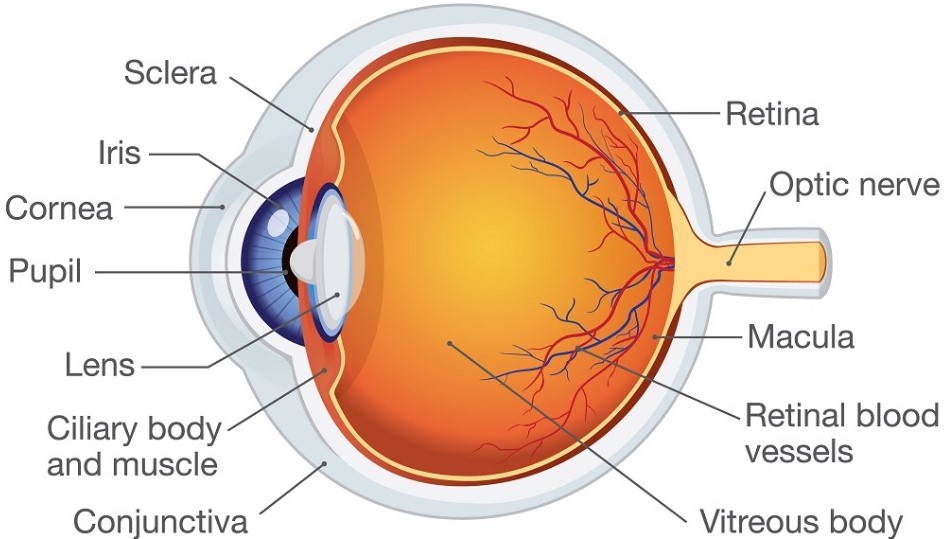 Sclera
Iris
Cornea
Pupil
Lens
Ciliary body
and muscle
Conjunctiva
Retina
Optic nerve
Macula
Retinal blood
vessels
Vitreous body